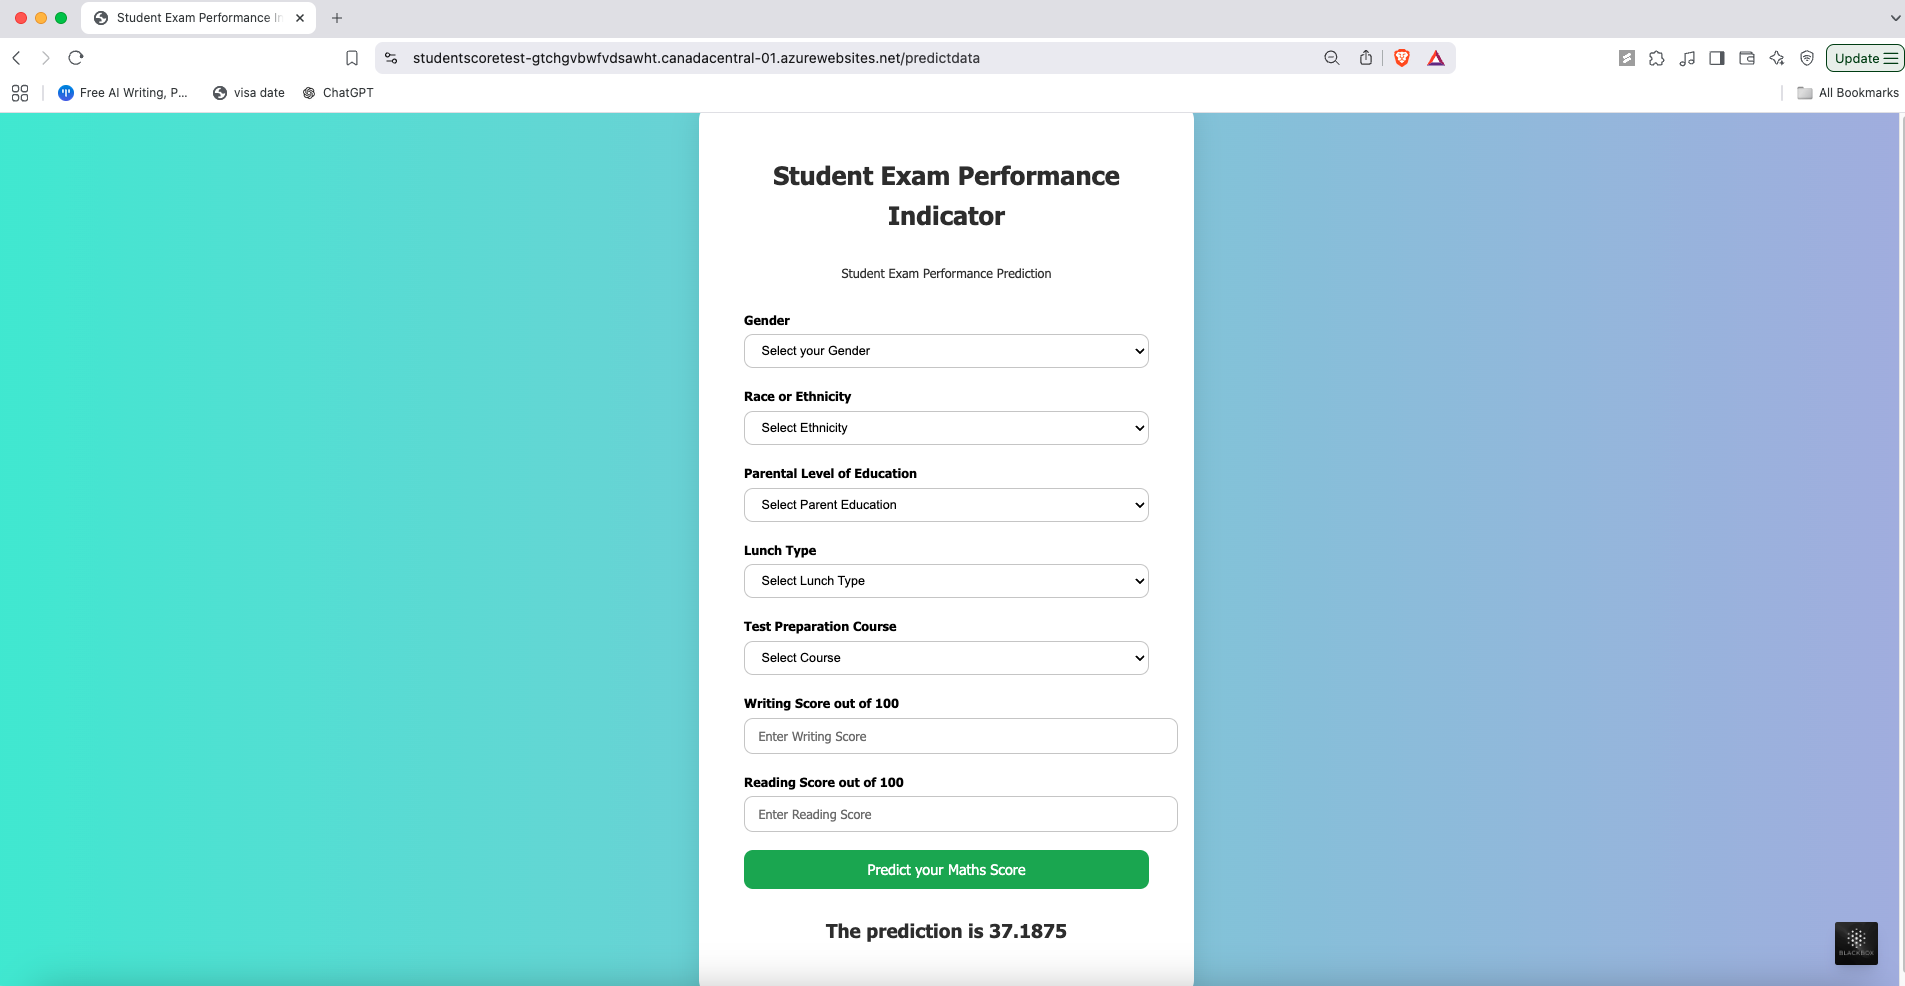 Student Exam Performance In
studentscoretest-gtchgvbwfvdsawht.canadacentral-01.azurewebsites.net/predictdata
Update
Free AI Writing, P...
visa date
ChatGPT
All Bookmarks
Student Exam Performance
Indicator
Student Exam Performance Prediction
Gender
Select your Gender
Race or Ethnicity
Select Ethnicity
Parental Level of Education
Select Parent Education
Lunch Type
Select Lunch Type
Test Preparation Course
Select Course
Writing Score out of 100
Enter Writing Score
Reading Score out of 100
Enter Reading Score
Predict your Maths Score
The prediction is 37.1875
BLACKBOX